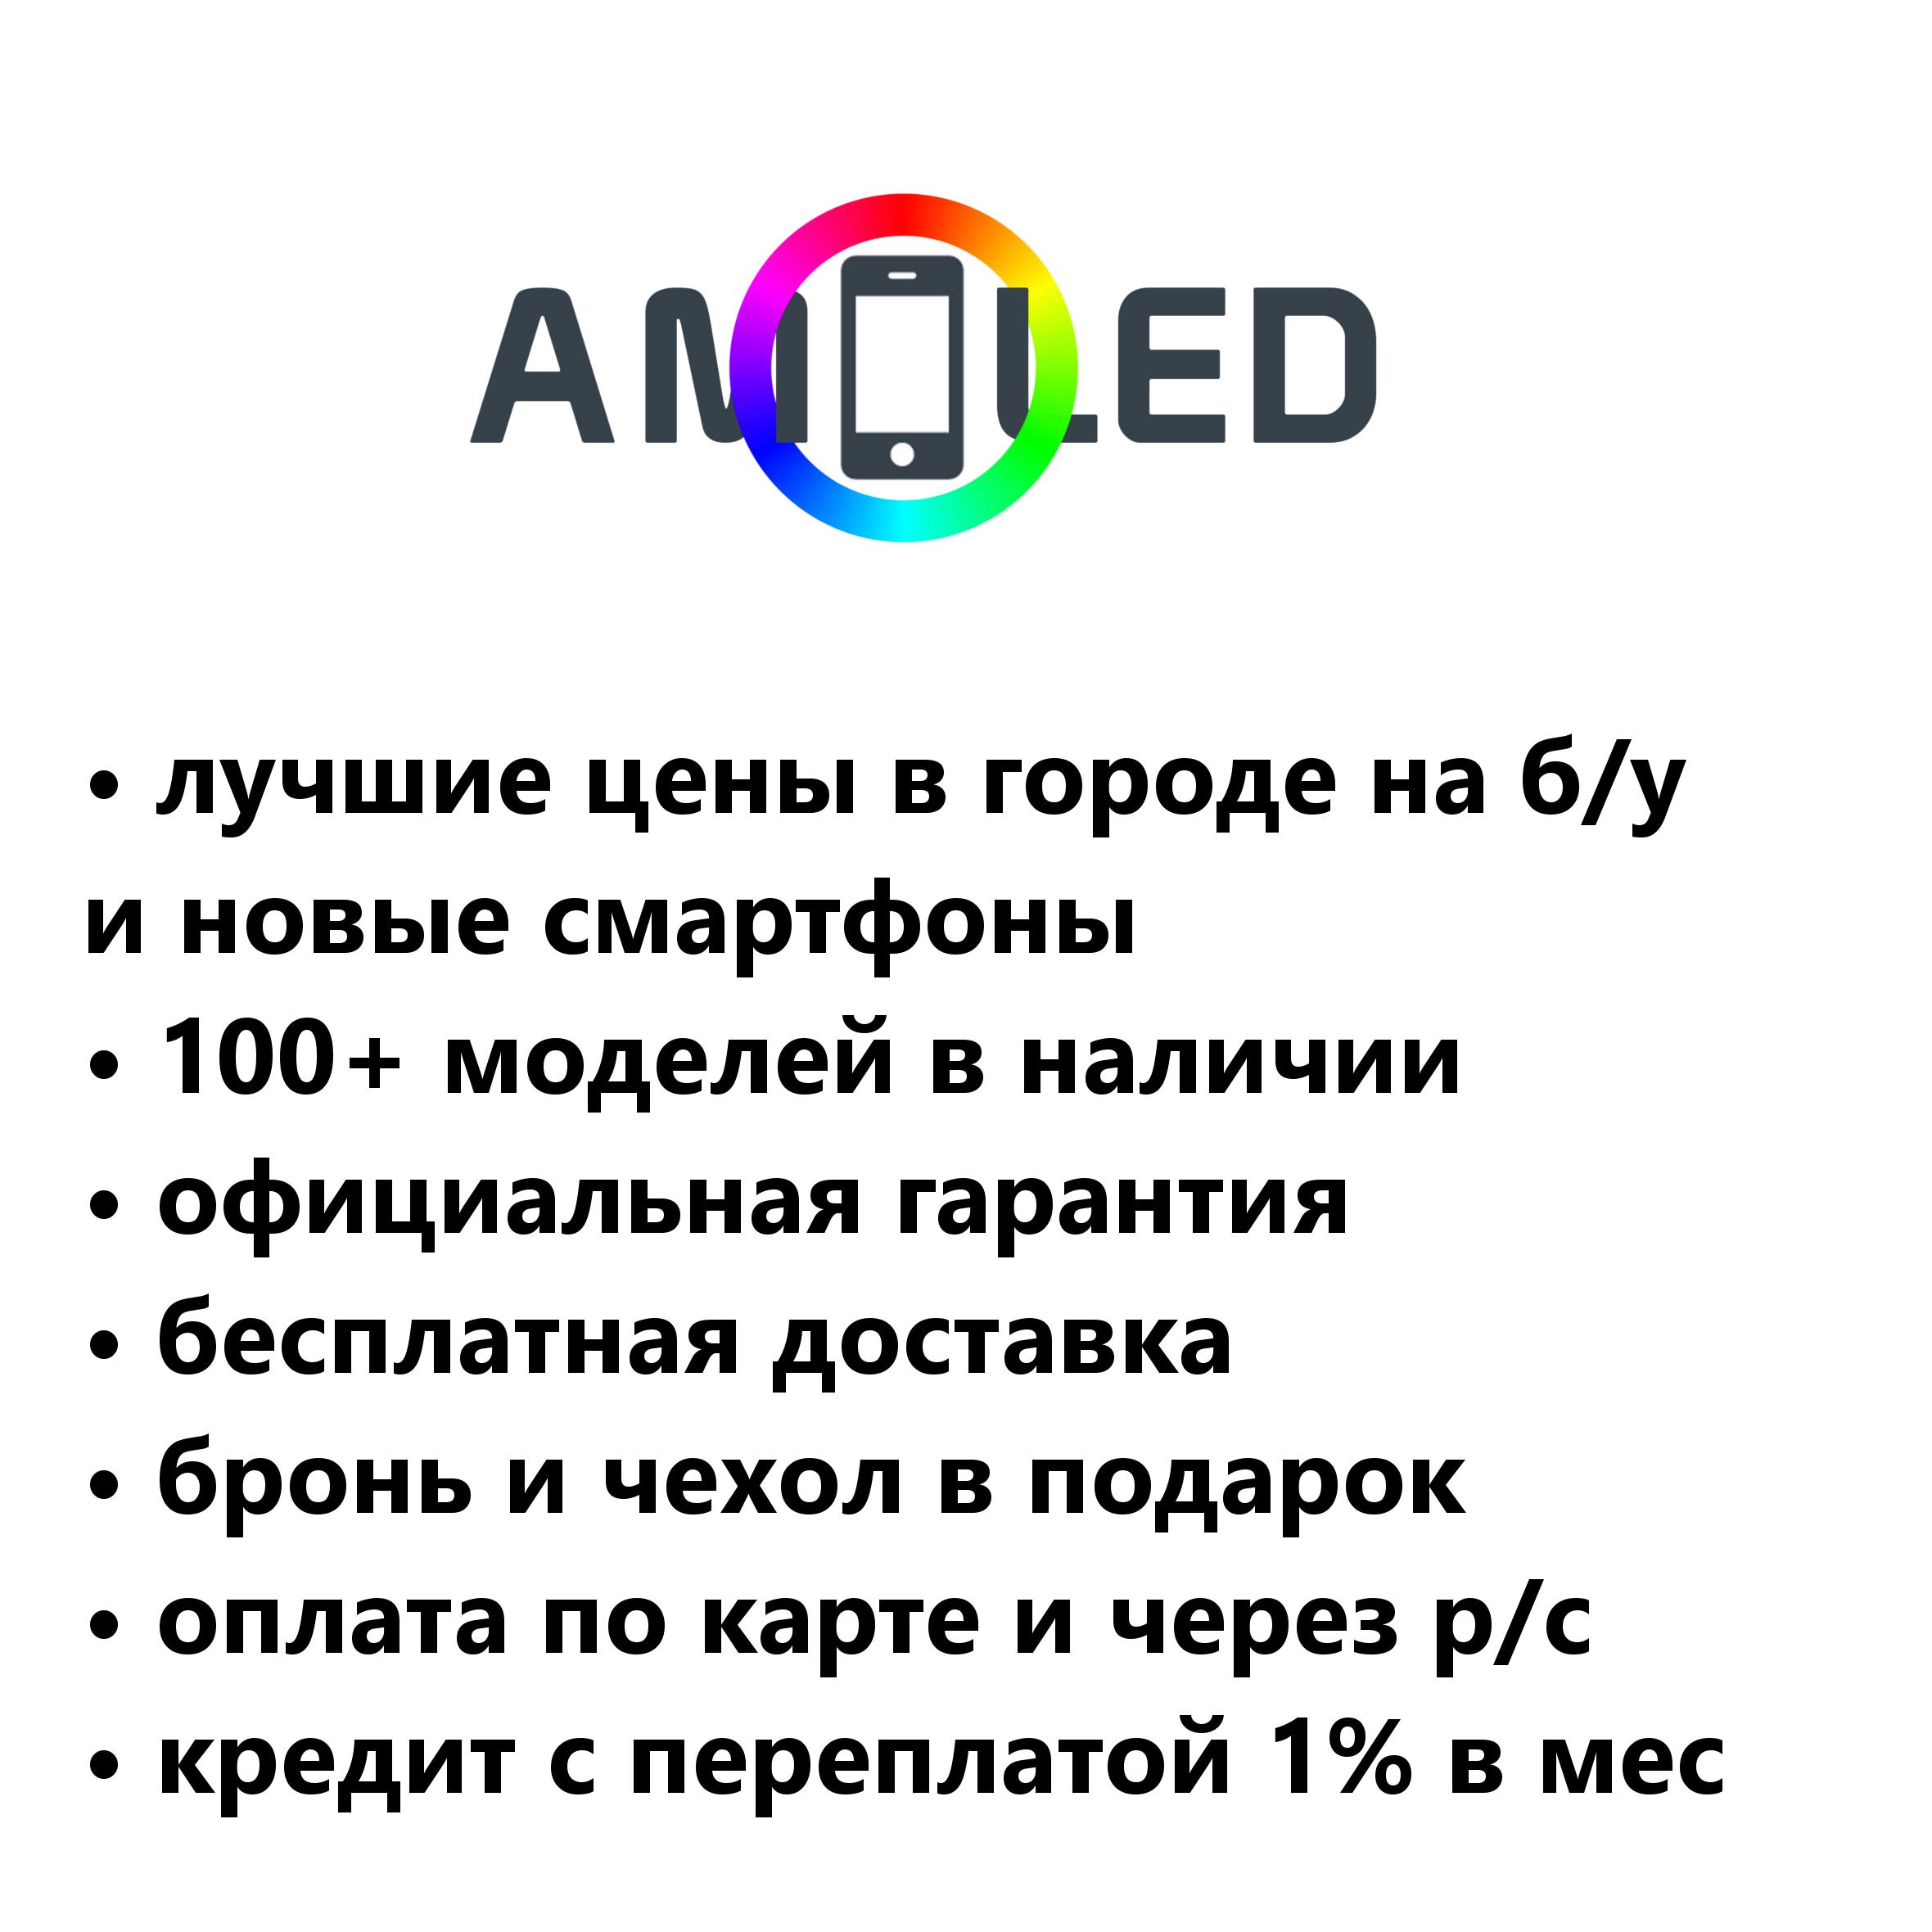 AMOLED
• лучшие цены в городе на б/у
и новые смартфоны
• 100+ моделей в наличии
• официальная гарантия
• бесплатная доставка
• бронь и чехол в подарок
• оплата по карте и через р/с
• кредит с переплатой 1% в мес